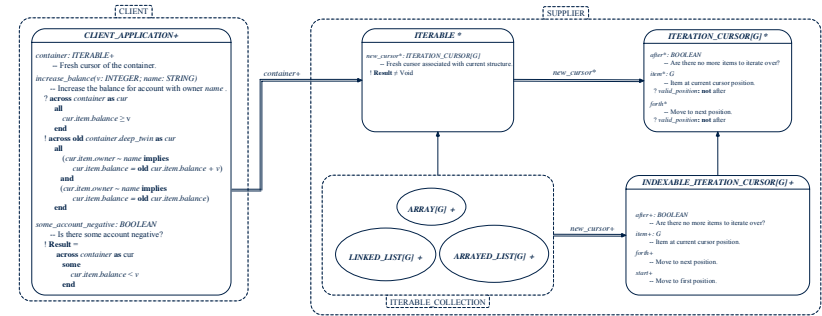 CLIENT
CLIENT_APPLICATION+
container: ITERABLE+
-- Fresh cursor of the container.
increase_balance(v: INTEGER; name: STRING)
-- Increase the balance for account with owner name .
? across container as cur
all
cur.item.balance ≥ v
end
! across old container.deep_twin as cur
all
(cur.item.owner ~ name implies
cur.item.balance = old cur.item.balance + v)
and
(cur.item.owner ~ name implies
cur.item.balance = old cur.item.balance)
end
some_account_negative: BOOLEAN
-- Is there some account negative?
! Result =
across container as cur
some
cur.item.balance < v
end
container+
SUPPLIER
ITERABLE *
new_cursor*: ITERATION_CURSOR[G]
-- Fresh cursor associated with current structure.
! Result ≠ Void
new_cursor*
ITERATION_CURSOR[G] *
after*: BOOLEAN
-- Are there no more items to iterate over?
item*: G
-- Item at current cursor position.
? valid_position: not after
forth*
-- Move to next position.
? valid_position: not after
ARRAY[G] +
LINKED_LIST[G] +
ARRAYED_LIST[G] +
ITERABLE_COLLECTION
new_cursor+
INDEXABLE_ITERATION_CURSOR[G] +
after+: BOOLEAN
-- Are there no more items to iterate over?
item+: G
-- Item at current cursor position.
forth+
-- Move to next position.
start+
-- Move to first position.